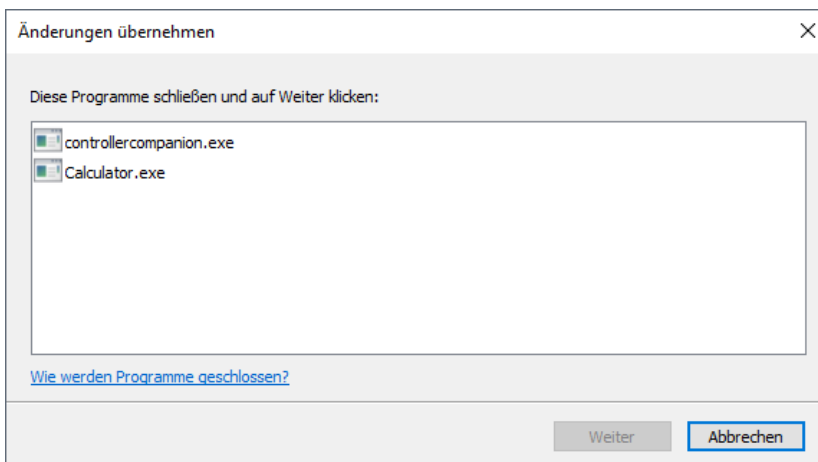 Änderungen übernehmen
Diese Programme schließen und auf Weiter klicken:
controllercompanion.exe
Calculator.exe
Wie werden Programme geschlossen?
Weiter
Abbrechen